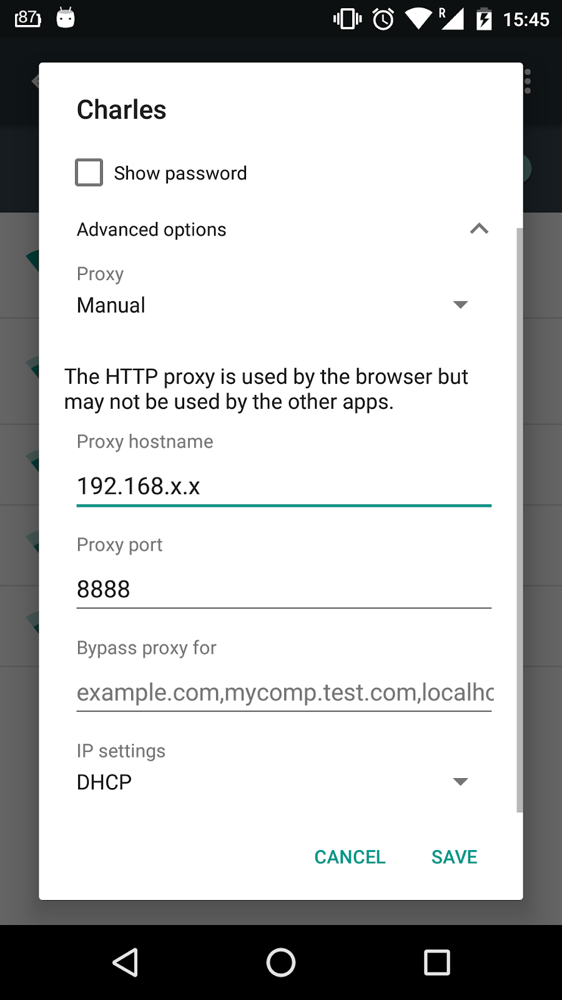 87 R 15:45
Charles
Show password
Advanced options
Proxy
Manual
The HTTP proxy is used by the browser but
may not be used by the other apps.
Proxy hostname
192.168.x.x
Proxy port
8888
Bypass proxy for
example.com,mycomp.test.com,localhc
IP settings
DHCP
CANCEL SAVE